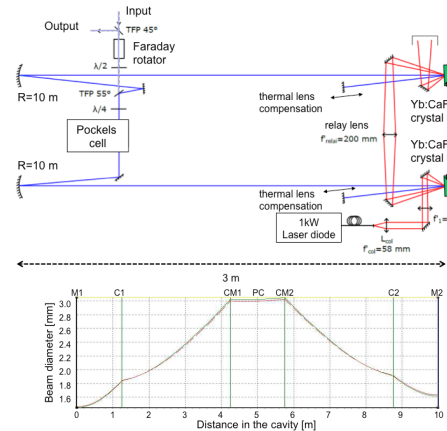 Input
Output
TFP 45°
Faraday
rotator
λ/2
R=10 m
TFP 55°
λ/4
Pockels
cell
thermal lens
compensation
relay lens
f'relai=200 mm
Yb:CaF
crystal
Yb:CaF
crystal
R=10 m
thermal lens
compensation
1kW
Laser diode
Lcol
f'col=58 mm
f'1=
3 m
M1 C1 CM1 PC CM2 C2 M2
Beam diameter [mm]
3.0
2.8
2.6
2.4
2.2
2.0
1.8
1.6
0 1 2 3 4 5 6 7 8 9 10
Distance in the cavity [m]